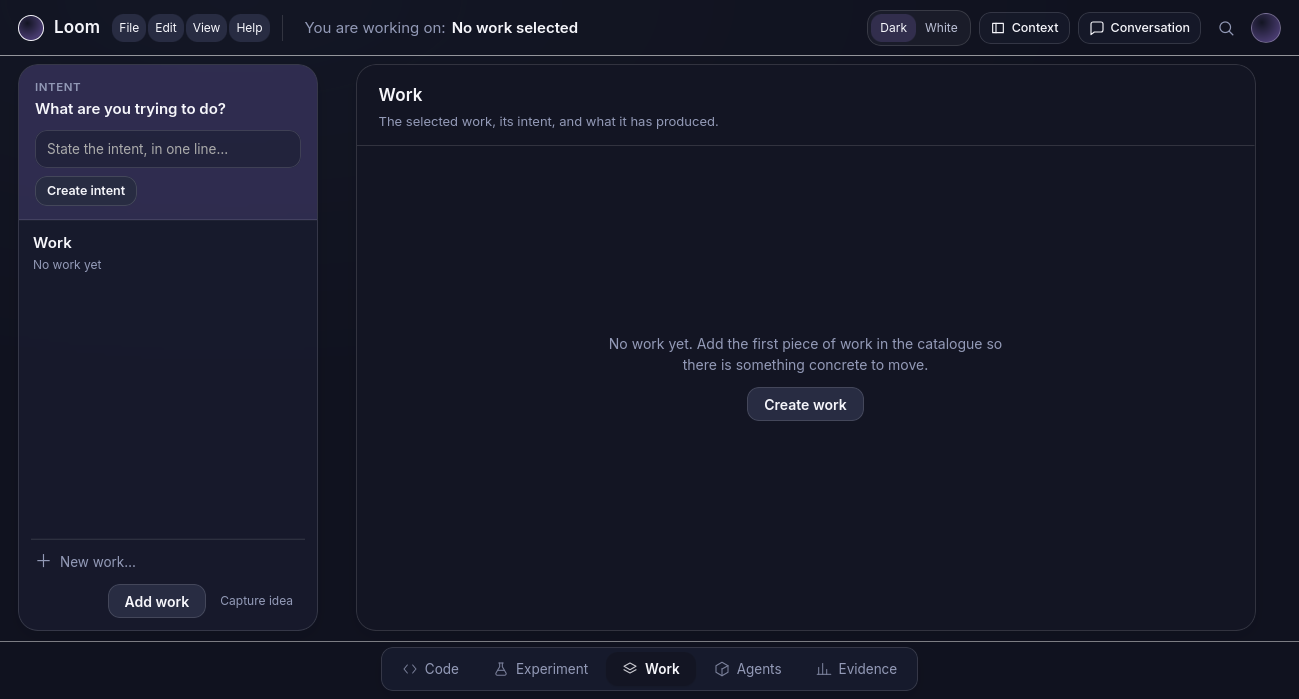 Loom File Edit View Help You are working on: No work selected Dark White Context Conversation
INTENT
What are you trying to do?
State the intent, in one line...
Create intent
Work
No work yet
New work...
Add work Capture idea
Work
The selected work, its intent, and what it has produced.
No work yet. Add the first piece of work in the catalogue so
there is something concrete to move.
Create work
Code Experiment Work Agents Evidence